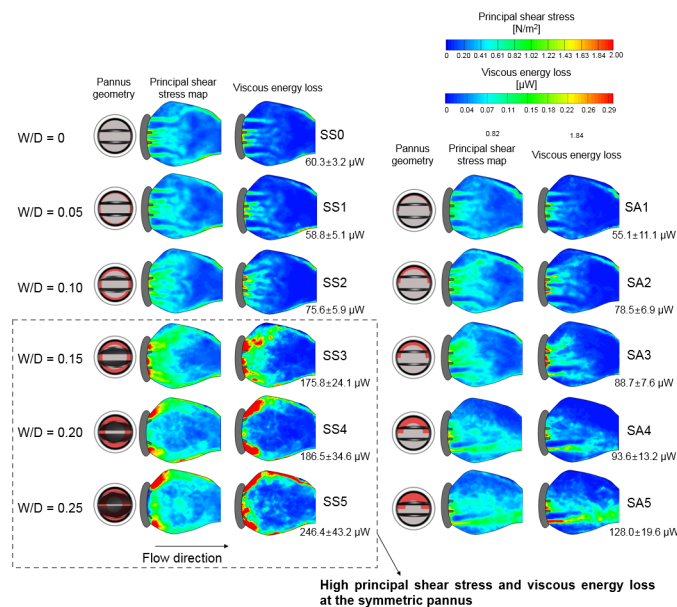 Principal shear stress
[N/m²]
0 0.20 0.41 0.61 0.82 1.02 1.22 1.43 1.63 1.84 2.00
Viscous energy loss
[µW]
0 0.04 0.07 0.11 0.14 0.18 0.22 0.26 0.29
0.82 1.84
Pannus
geometry
Principal shear
stress map
Viscous energy loss
W/D = 0
SS0
60.3±3.2 µW
Pannus
geometry
Principal shear
stress map
Viscous energy loss
W/D = 0.05
SS1
58.8±5.1 µW
SA1
55.1±11.1 µW
W/D = 0.10
SS2
75.6±5.9 µW
SA2
78.5±6.9 µW
W/D = 0.15
SS3
175.8±24.1 µW
SA3
88.7±7.6 µW
W/D = 0.20
SS4
186.5±34.6 µW
SA4
93.6±13.2 µW
W/D = 0.25
SS5
246.4±43.2 µW
SA5
128.0±19.6 µW
Flow direction
High principal shear stress and viscous energy loss
at the symmetric pannus